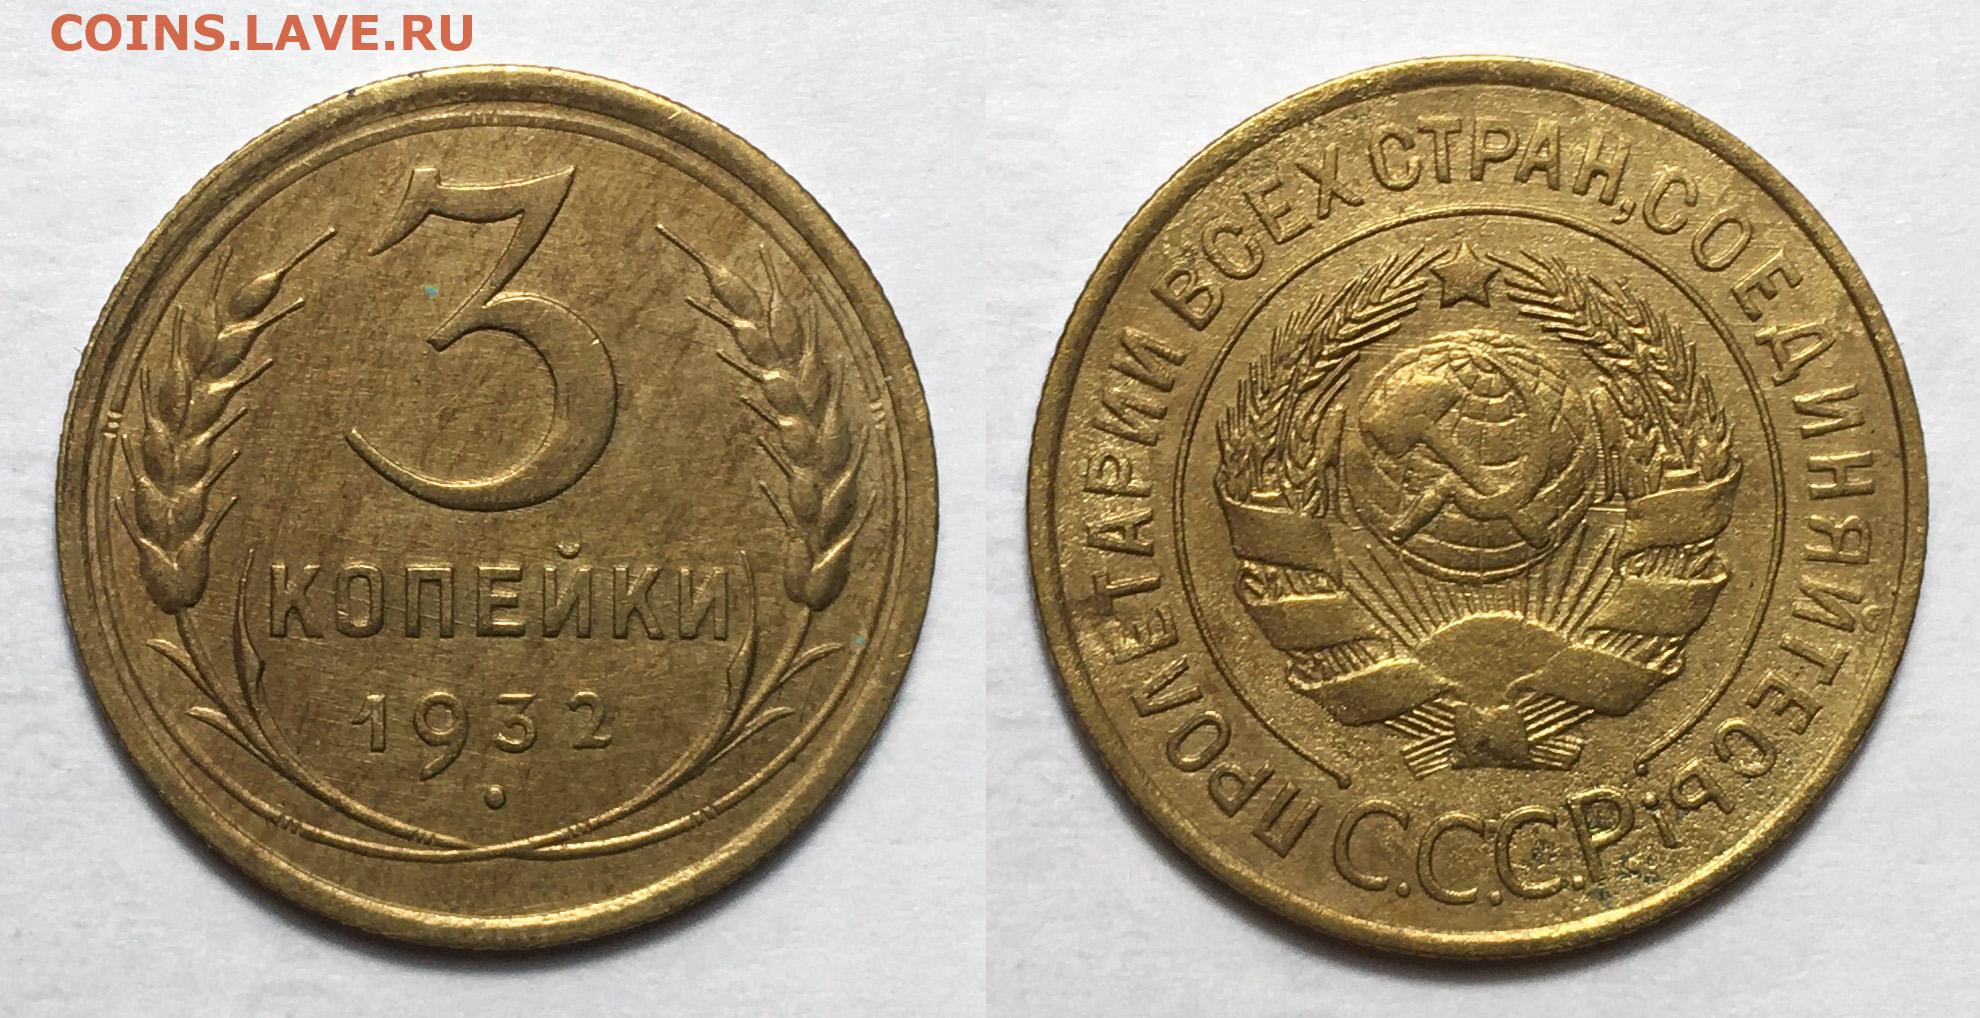 COINS.LAVE.RU
3
КОПЕЙКИ
1932
ПРОЛЕТАРИИ ВСЕХ СТРАН, СОЕДИНЯЙТЕСЬ!
С.С.С.Р.